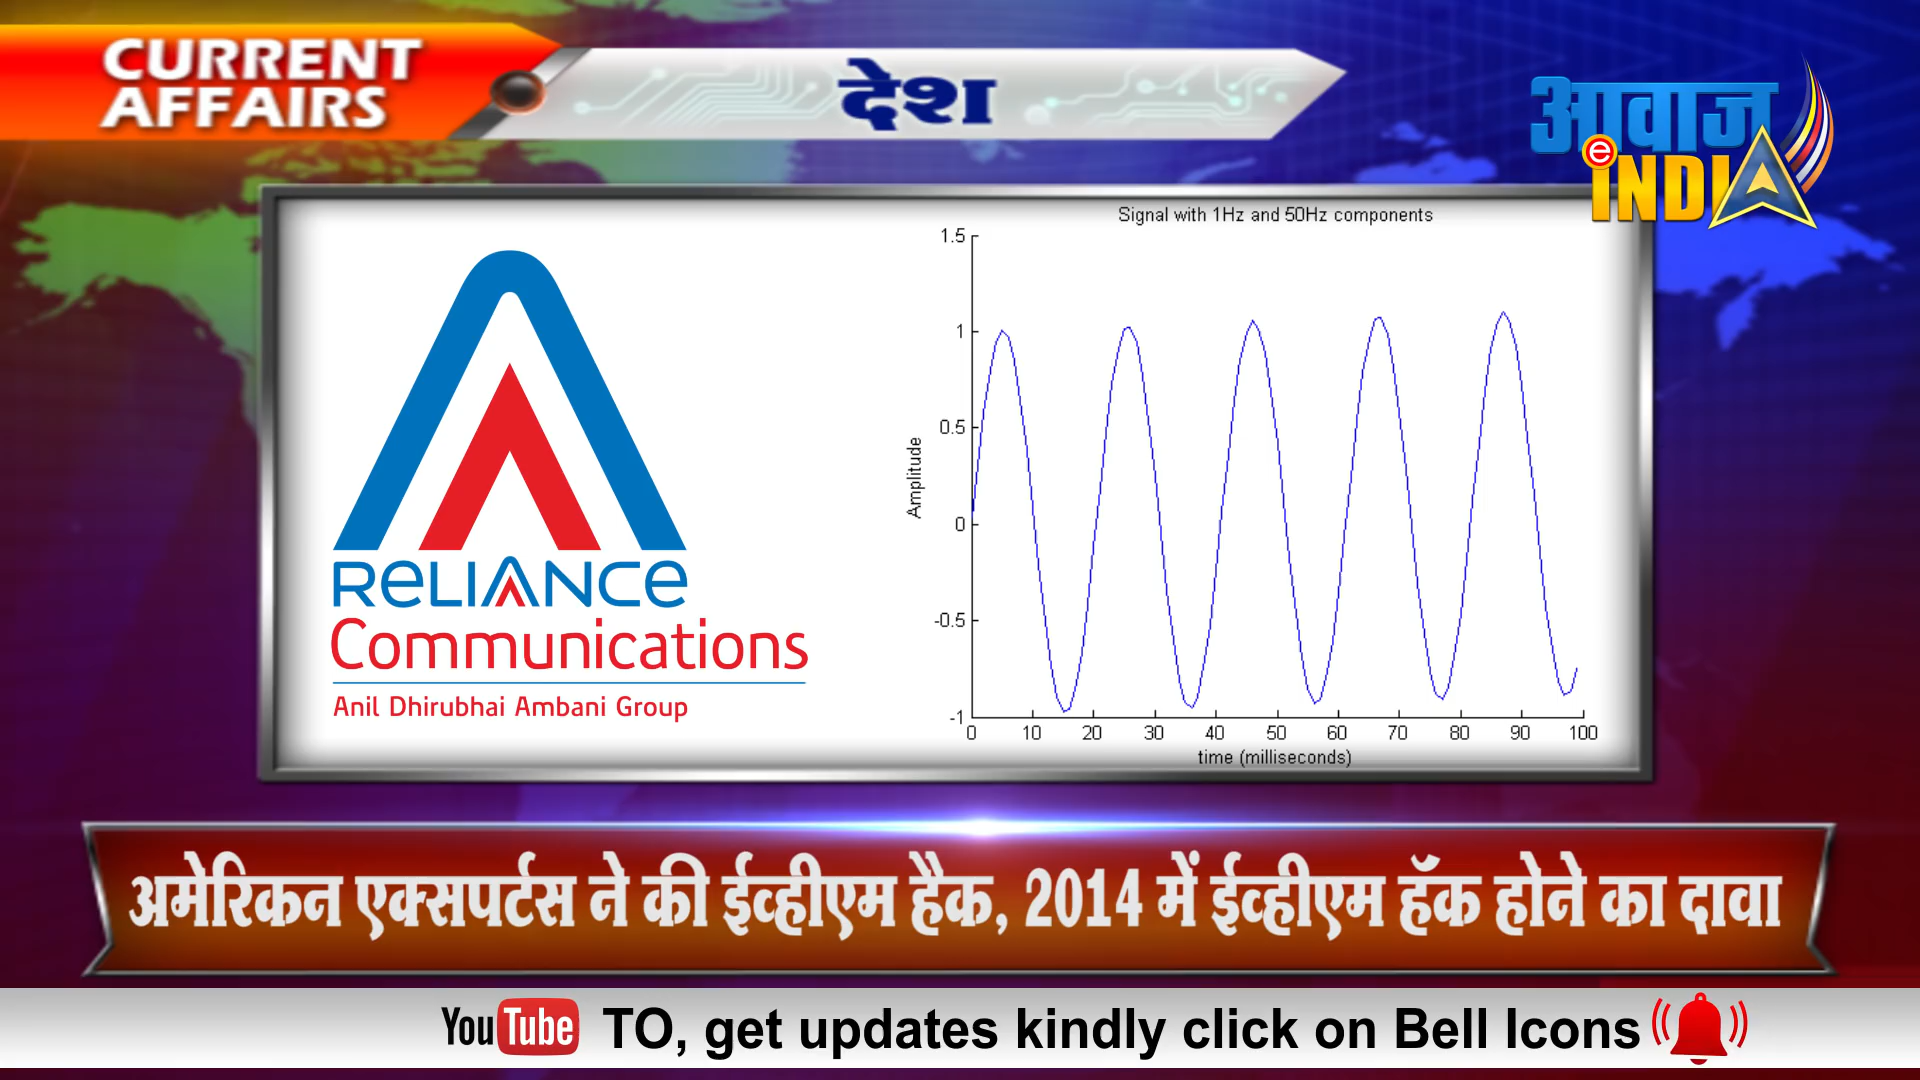 CURRENT
AFFAIRS
देश
आवाज
e INDIA
Signal with 1Hz and 50Hz components
1.5
1
0.5
0
-0.5
-1
Amplitude
0 10 20 30 40 50 60 70 80 90 100
time (milliseconds)
RELIANCE
Communications
Anil Dhirubhai Ambani Group
अमेरिकन एक्सपर्टस ने की ईव्हीएम हैक, 2014 में ईव्हीएम हॅक होने का दावा
YouTube TO, get updates kindly click on Bell Icons